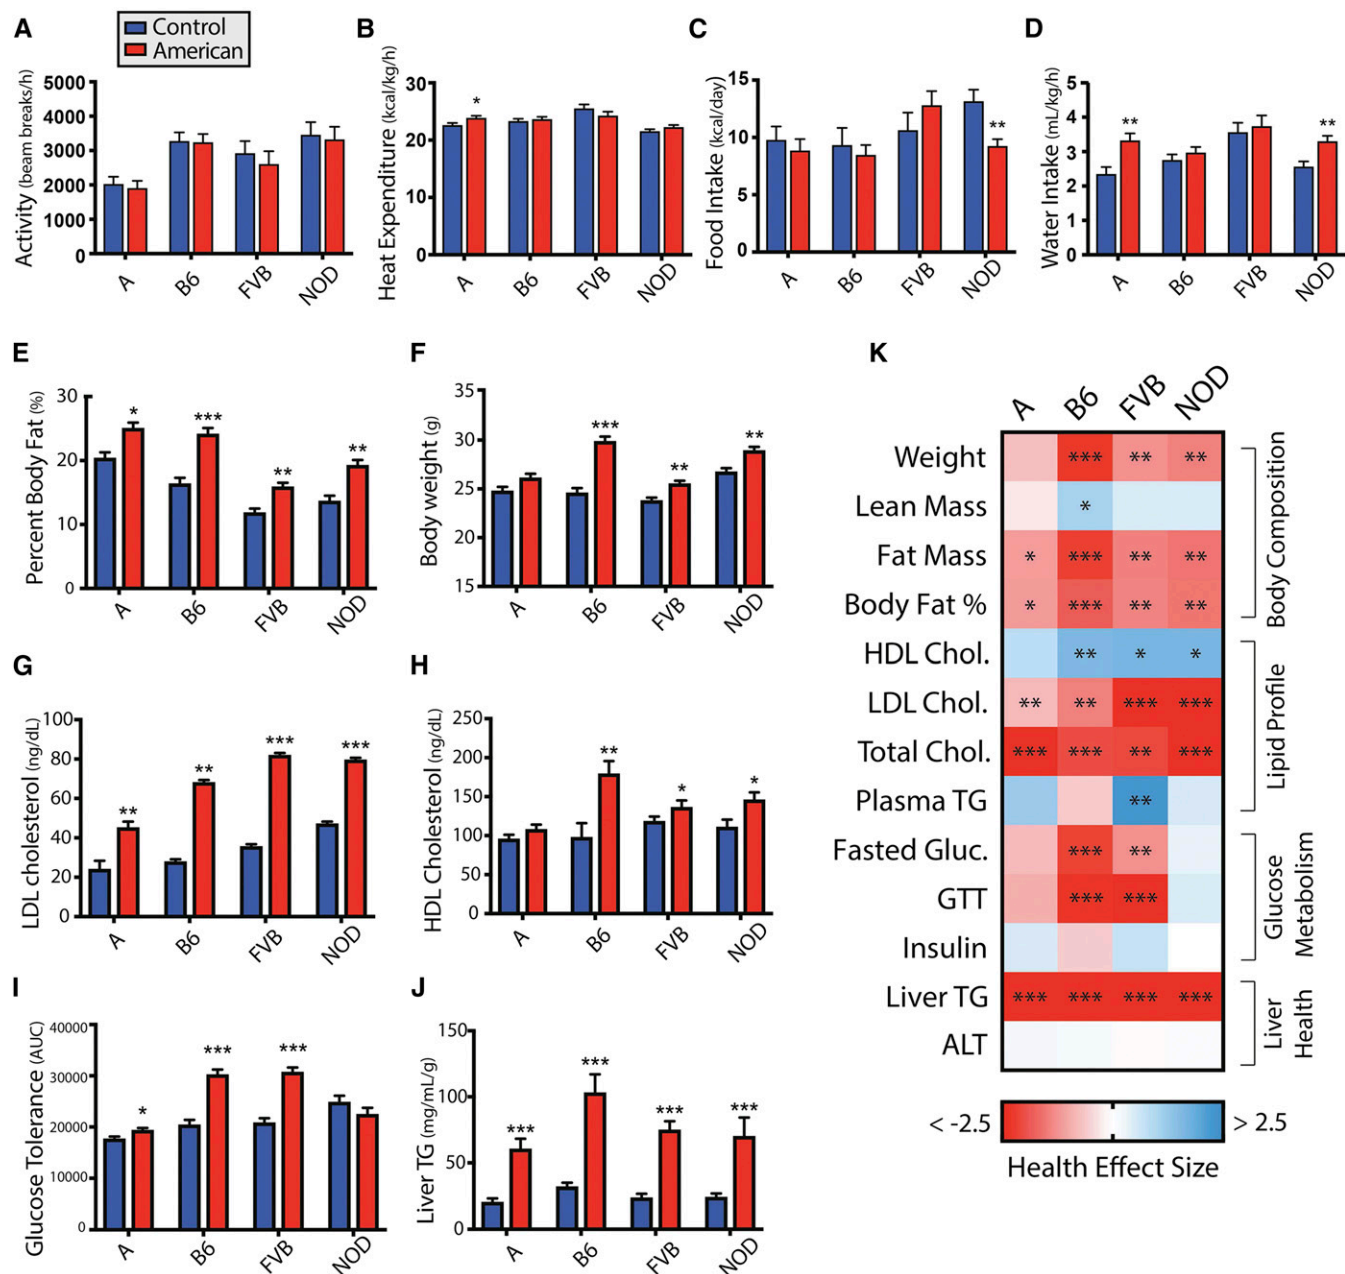 A
Control
American
Activity (beam breaks/h)
5000
4000
3000
2000
1000
0
A
B6
FVB
NOD
B
Heat Expenditure (kcal/kg/h)
30
20
10
0
*
A
B6
FVB
NOD
C
Food Intake (kcal/day)
15
10
5
0
**
A
B6
FVB
NOD
D
Water Intake (mL/kg/h)
5
4
3
2
1
0
**
**
A
B6
FVB
NOD
E
Percent Body Fat (%)
30
20
10
0
*
***
**
**
A
B6
FVB
NOD
F
Body weight (g)
35
30
25
20
15
***
**
**
A
B6
FVB
NOD
G
LDL cholesterol (ng/dL)
100
80
60
40
20
0
**
**
***
***
A
B6
FVB
NOD
H
HDL Cholesterol (ng/dL)
250
200
150
100
50
0
**
*
*
A
B6
FVB
NOD
I
Glucose Tolerance (AUC)
40000
30000
20000
10000
0
*
***
***
A
B6
FVB
NOD
J
Liver TG (mg/mL/g)
150
100
50
0
***
***
***
***
A
B6
FVB
NOD
K
A B6 FVB NOD
Weight *** ** **
Lean Mass *
Fat Mass * *** ** **
Body Fat % * *** ** **
Body Composition
HDL Chol. ** * *
LDL Chol. ** ** *** ***
Total Chol. *** *** ** ***
Plasma TG **
Lipid Profile
Fasted Gluc. *** **
GTT *** ***
Insulin
Glucose
Metabolism
Liver TG *** *** *** ***
ALT
Liver
Health
< -2.5 > 2.5
Health Effect Size